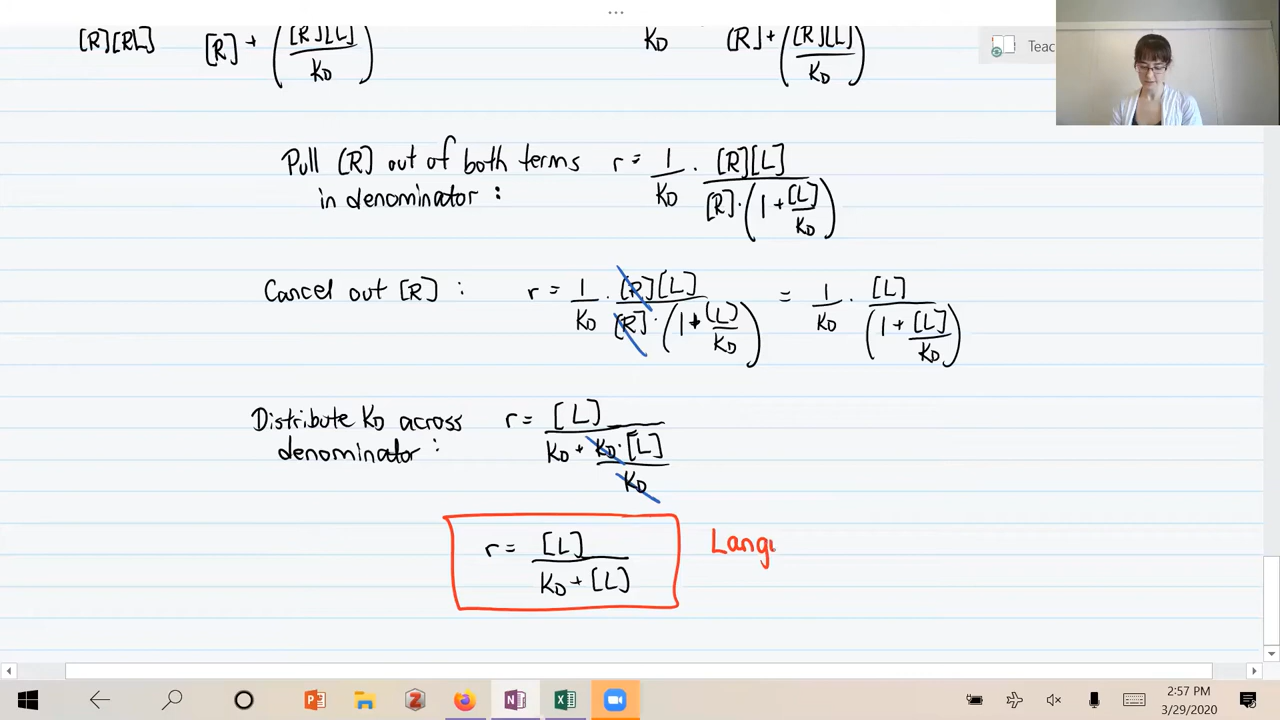 [R][RL] [R] + ([R][L]/KD) KD [R] + ([R][L]/KD)
Teac
Pull [R] out of both terms r = 1/KD · [R][L]/[R]·(1+[L]/KD)
in denominator :
Cancel out [R] : r = 1/KD · [R][L]/[R]·(1+[L]/KD) = 1/KD · [L]/(1+[L]/KD)
Distribute KD across r = [L]/KD + KD·[L]/KD
denominator :
r = [L]/KD + [L] Lang
2:57 PM
3/29/2020